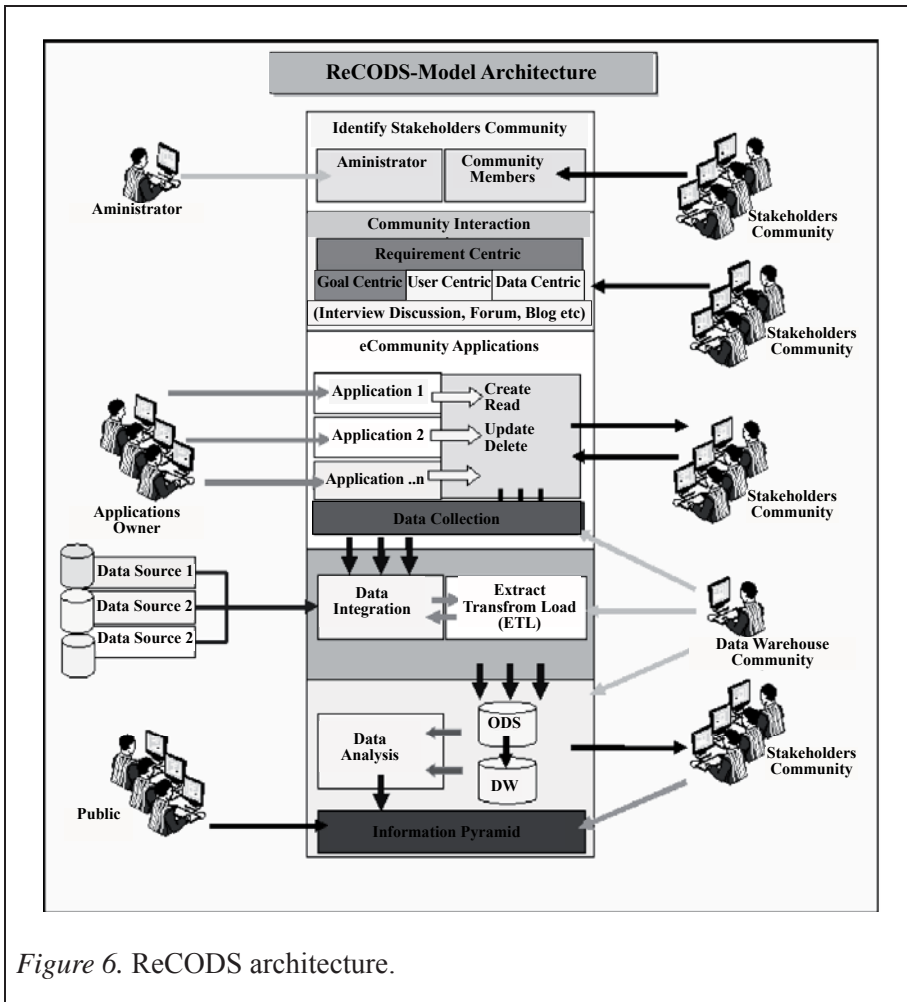 ReCODS-Model Architecture
Identify Stakeholders Community
Aministrator
Community
Members
Aministrator
Stakeholders
Community
Community Interaction
Requirement Centric
Goal Centric
User Centric
Data Centric
(Interview Discussion, Forum, Blog etc)
Stakeholders
Community
eCommunity Applications
Application 1
Create
Read
Application 2
Update
Delete
Application ..n
Applications
Owner
Stakeholders
Community
Data Collection
Data Source 1
Data Source 2
Data Source 2
Data
Integration
Extract
Transfrom Load
(ETL)
Data Warehouse
Community
ODS
Data
Analysis
DW
Stakeholders
Community
Public
Information Pyramid
Figure 6. ReCODS architecture.